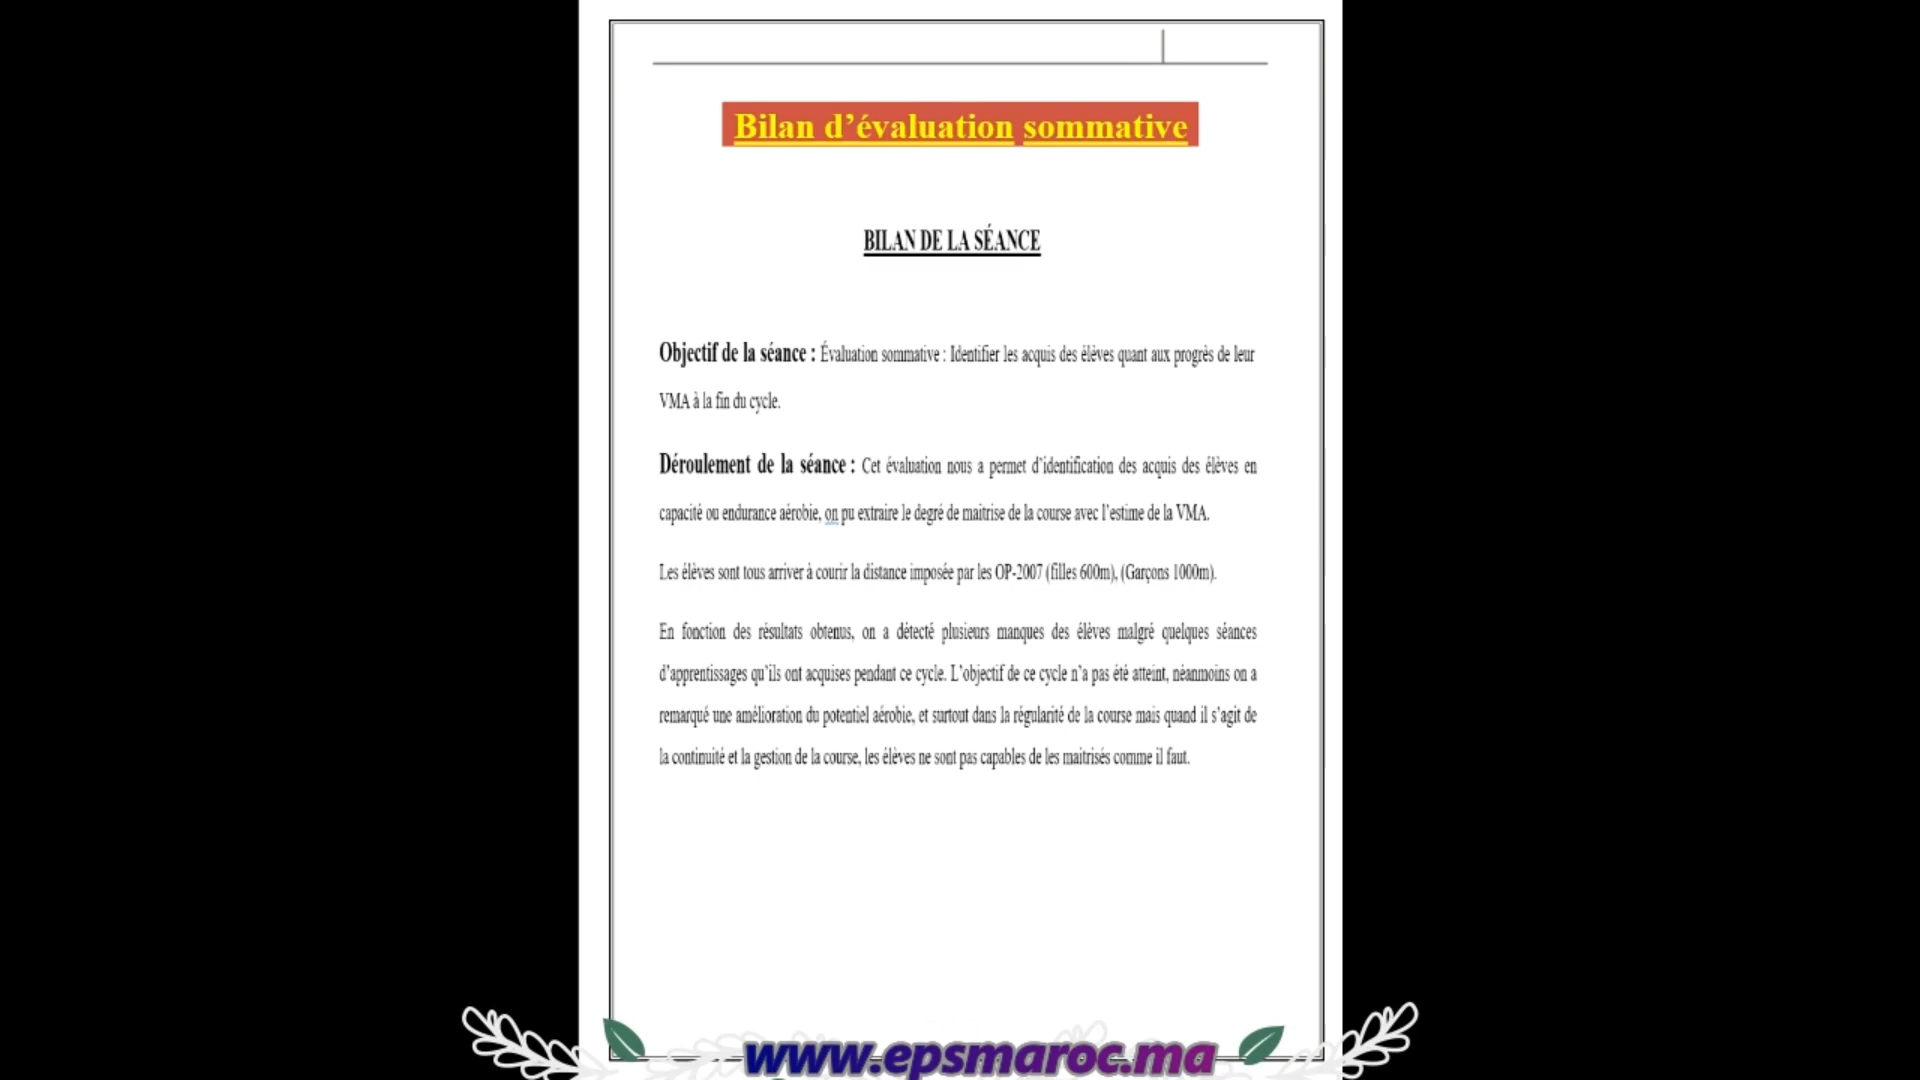 Bilan d’évaluation sommative
BILAN DE LA SÉANCE
Objectif de la séance : Évaluation sommative : Identifier les acquis des élèves quant aux progrès de leur
VMA à la fin du cycle.
Déroulement de la séance : Cet évaluation nous a permet d’identification des acquis des élèves en
capacité ou endurance aérobie, on pu extraire le degré de maitrise de la course avec l’estime de la VMA.
Les élèves sont tous arriver à courir la distance imposée par les OP-2007 (filles 600m), (Garçons 1000m).
En fonction des résultats obtenus, on a détecté plusieurs manques des élèves malgré quelques séances
d’apprentissages qu’ils ont acquises pendant ce cycle. L’objectif de ce cycle n’a pas été atteint, néanmoins on a
remarqué une amélioration du potentiel aérobie, et surtout dans la régularité de la course mais quand il s’agit de
la continuité et la gestion de la course, les élèves ne sont pas capables de les maitrisés comme il faut.
www.epsmaroc.ma